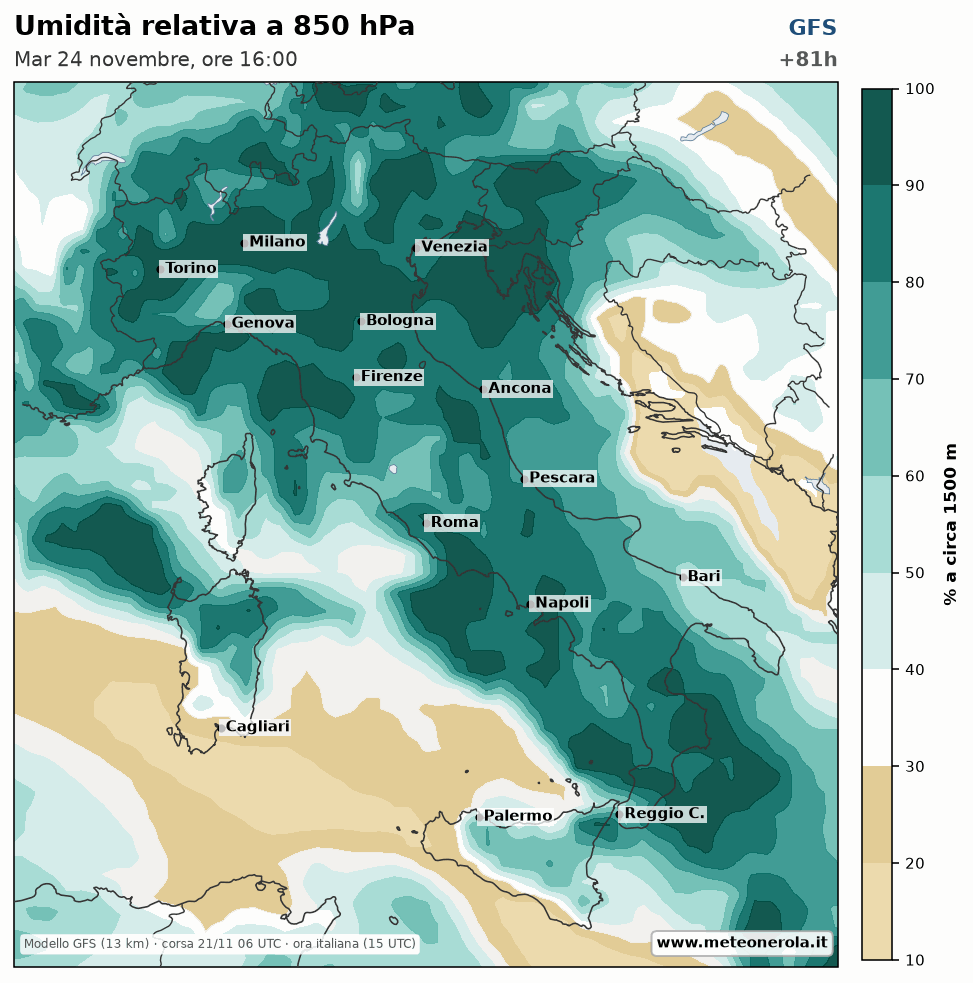 Umidità relativa a 850 hPa
GFS
Mar 24 novembre, ore 16:00
+81h
100
90
80
70
60
50
40
30
20
10
% a circa 1500 m
Milano
Venezia
Torino
Genova
Bologna
Firenze
Ancona
Pescara
Roma
Bari
Napoli
Cagliari
Palermo
Reggio C.
Modello GFS (13 km) · corsa 21/11 06 UTC · ora italiana (15 UTC)
www.meteonerola.it